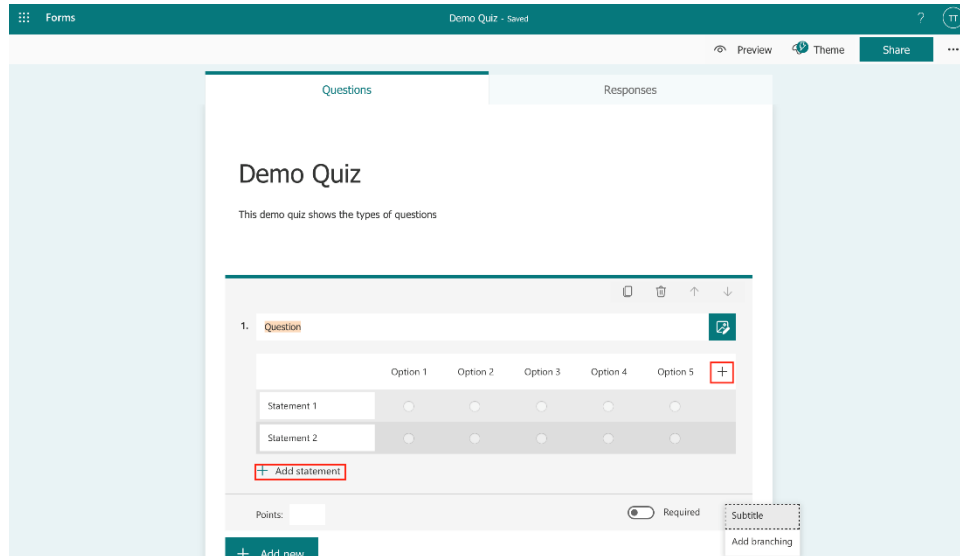 Forms
Demo Quiz - Saved
? TT
Preview
Theme
Share
Questions
Responses
Demo Quiz
This demo quiz shows the types of questions
1. Question
Option 1 Option 2 Option 3 Option 4 Option 5
Statement 1
Statement 2
Add statement
Points:
Required
Subtitle
Add branching
Add new